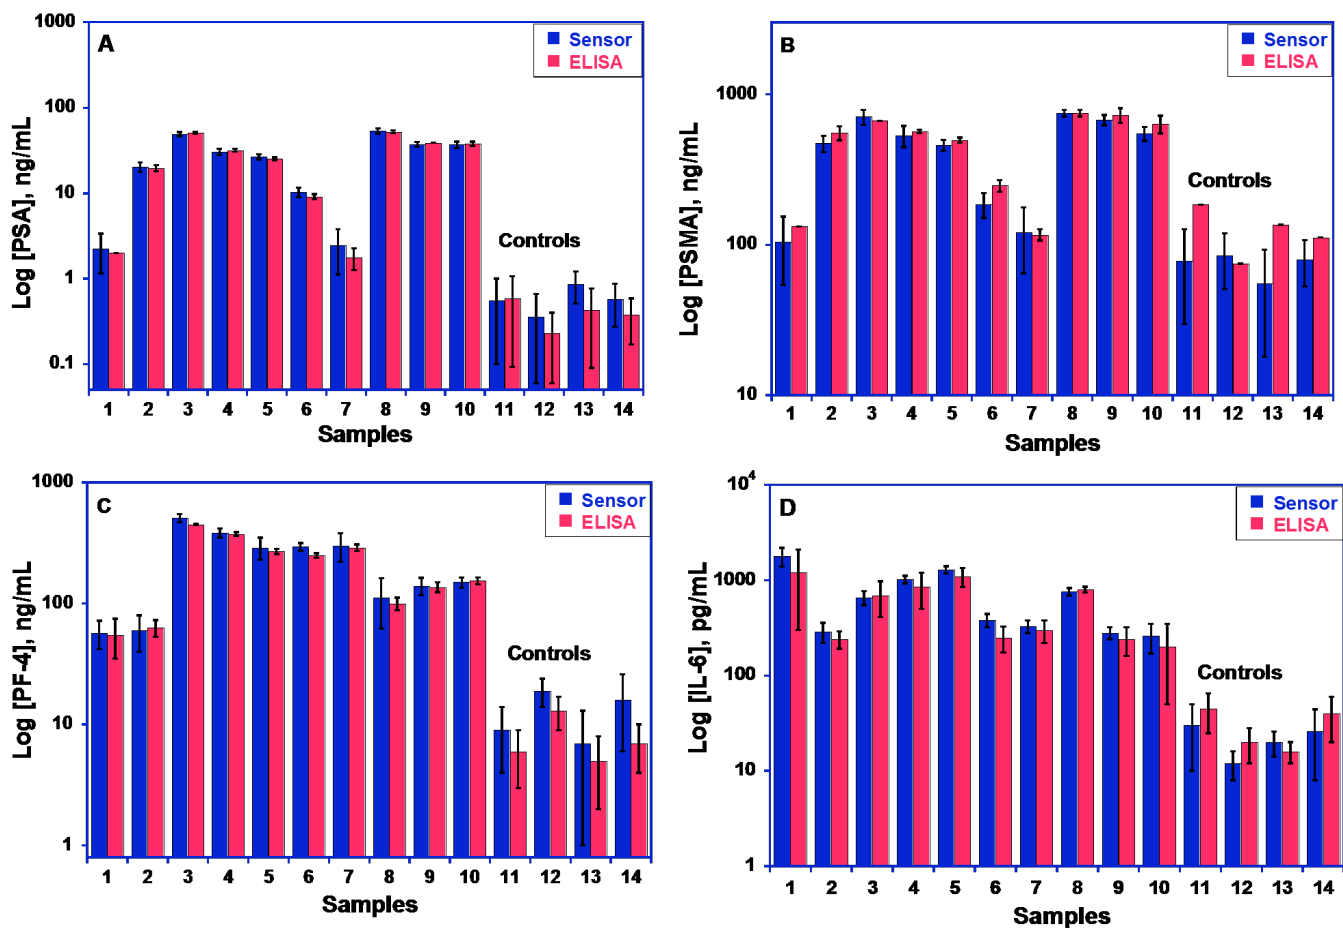 A
Sensor
ELISA
Log [PSA], ng/mL
1000
100
10
1
0.1
Controls
1 2 3 4 5 6 7 8 9 10 11 12 13 14
Samples
B
Sensor
ELISA
Log [PSMA], ng/mL
1000
100
10
Controls
1 2 3 4 5 6 7 8 9 10 11 12 13 14
Samples
C
Sensor
ELISA
Log [PF-4], ng/mL
1000
100
10
1
Controls
1 2 3 4 5 6 7 8 9 10 11 12 13 14
Samples
D
Sensor
ELISA
Log [IL-6], pg/mL
10⁴
1000
100
10
1
Controls
1 2 3 4 5 6 7 8 9 10 11 12 13 14
Samples